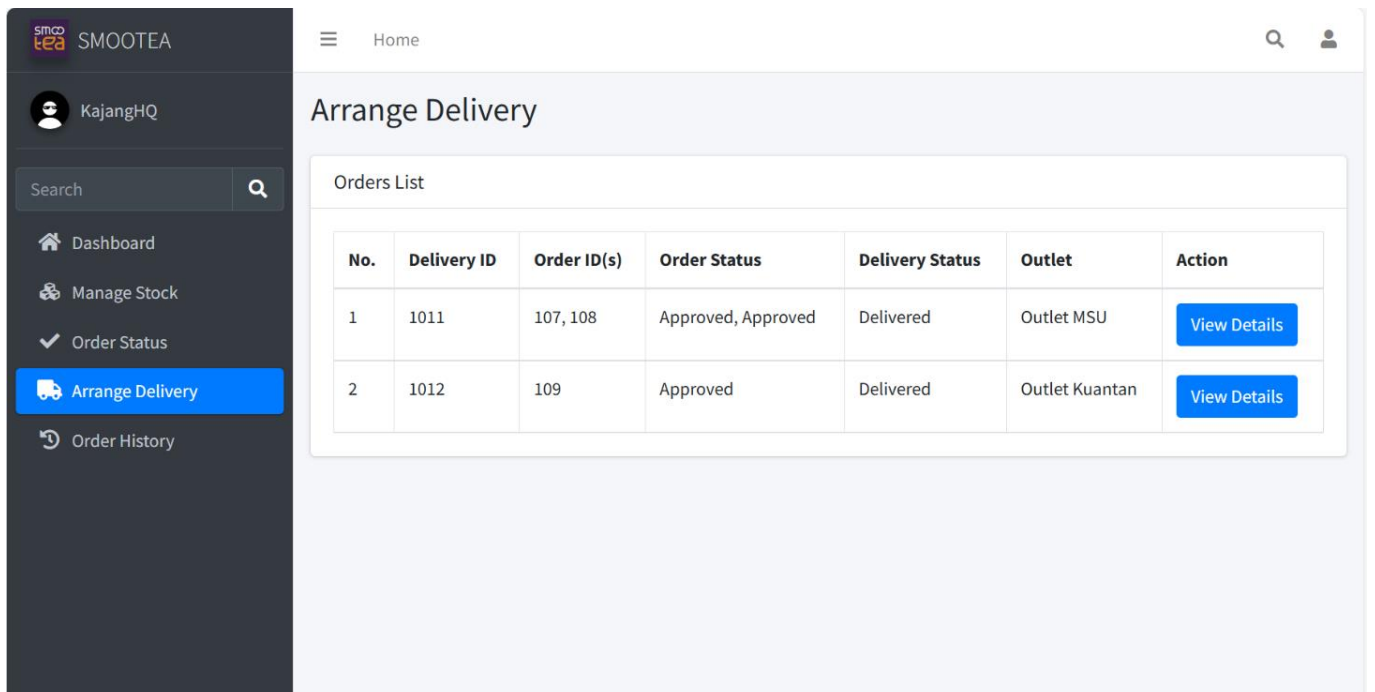 smoo
tea SMOOTEA
Home
KajangHQ
Arrange Delivery
Search
Orders List
Dashboard
Manage Stock
Order Status
Arrange Delivery
Order History
No. Delivery ID Order ID(s) Order Status Delivery Status Outlet Action
1 1011 107, 108 Approved, Approved Delivered Outlet MSU View Details
2 1012 109 Approved Delivered Outlet Kuantan View Details